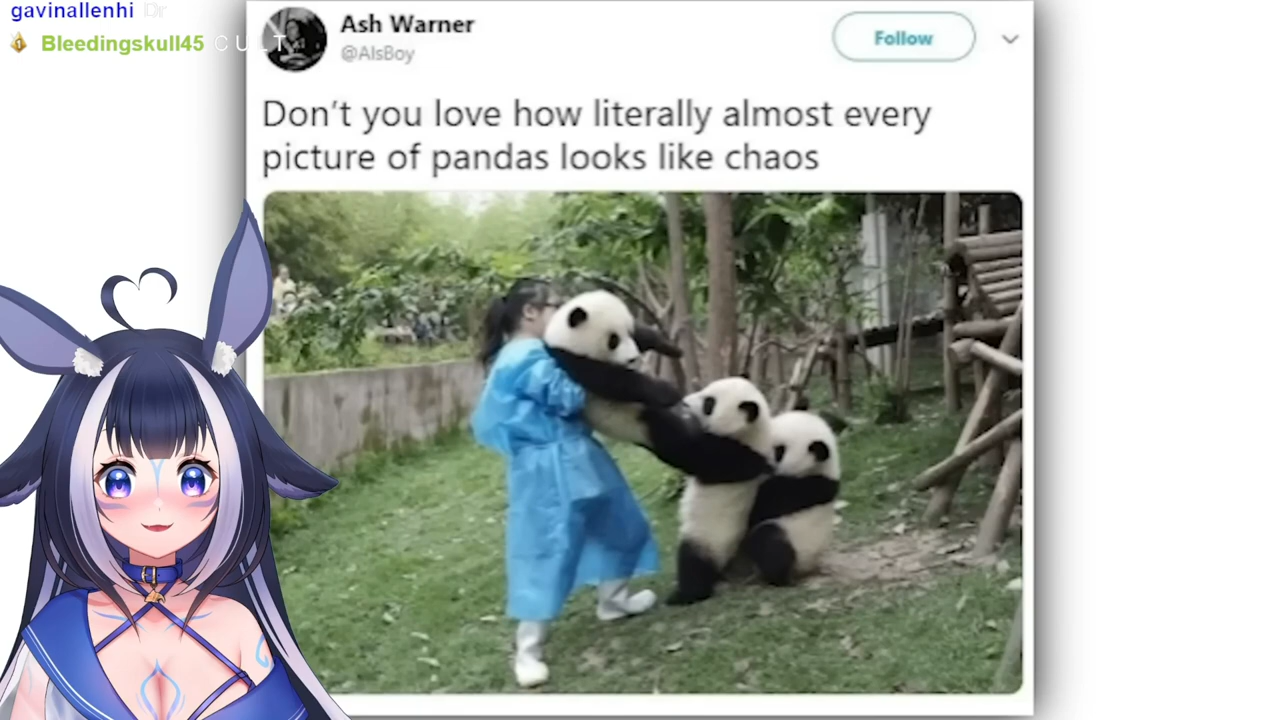 gavinallenhi Dr
Bleedingskull45 C U L T
Ash Warner
@AlsBoy
Follow
Don't you love how literally almost every
picture of pandas looks like chaos